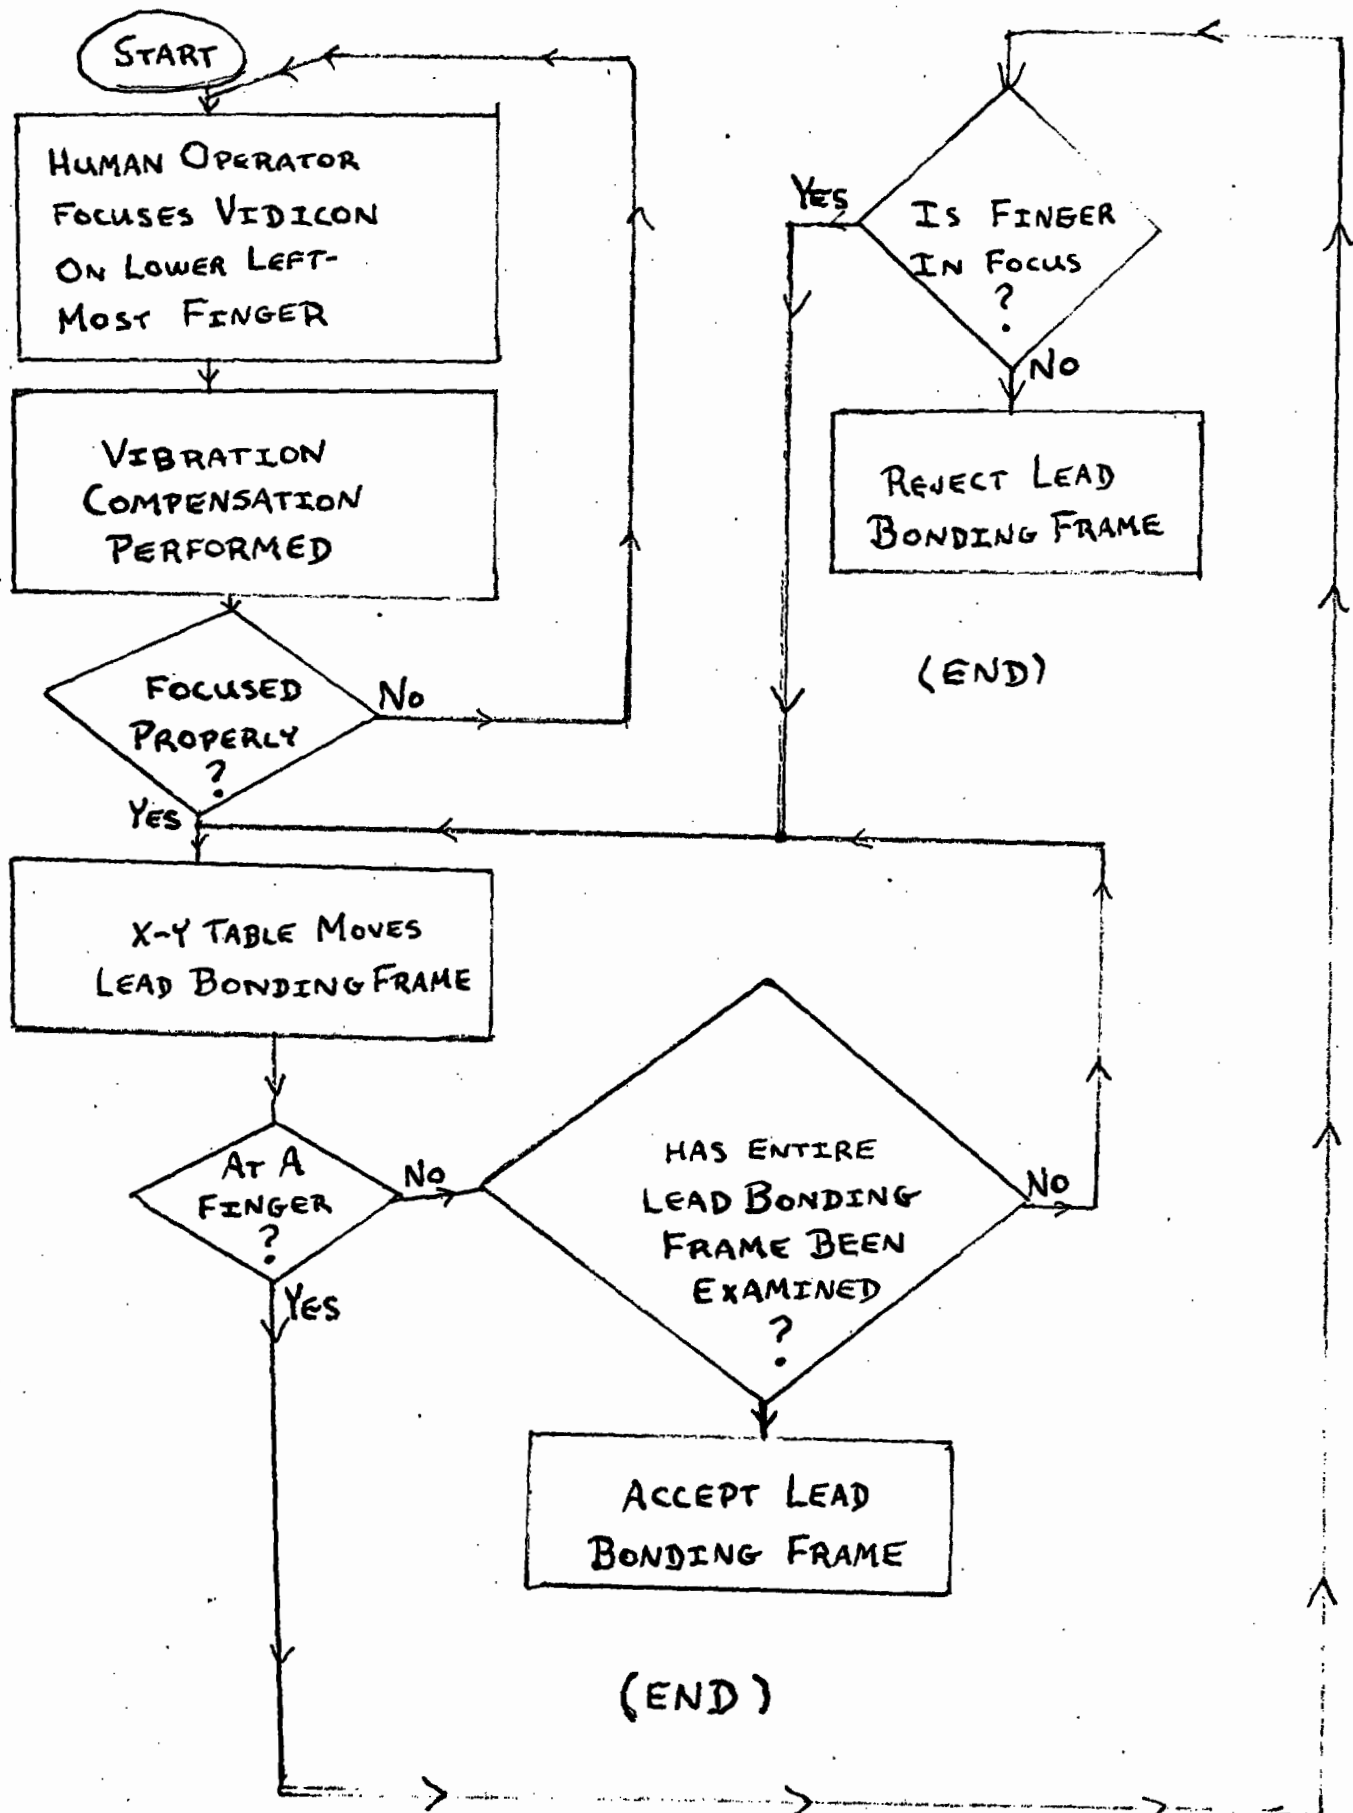 START
HUMAN OPERATOR
FOCUSES VIDICON
ON LOWER LEFT-
MOST FINGER
VIBRATION
COMPENSATION
PERFORMED
FOCUSED
PROPERLY
?
NO
YES
X-Y TABLE MOVES
LEAD BONDING FRAME
AT A
FINGER
?
NO
YES
HAS ENTIRE
LEAD BONDING
FRAME BEEN
EXAMINED
?
NO
ACCEPT LEAD
BONDING FRAME
(END)
IS FINGER
IN FOCUS
?
YES
NO
REJECT LEAD
BONDING FRAME
(END)